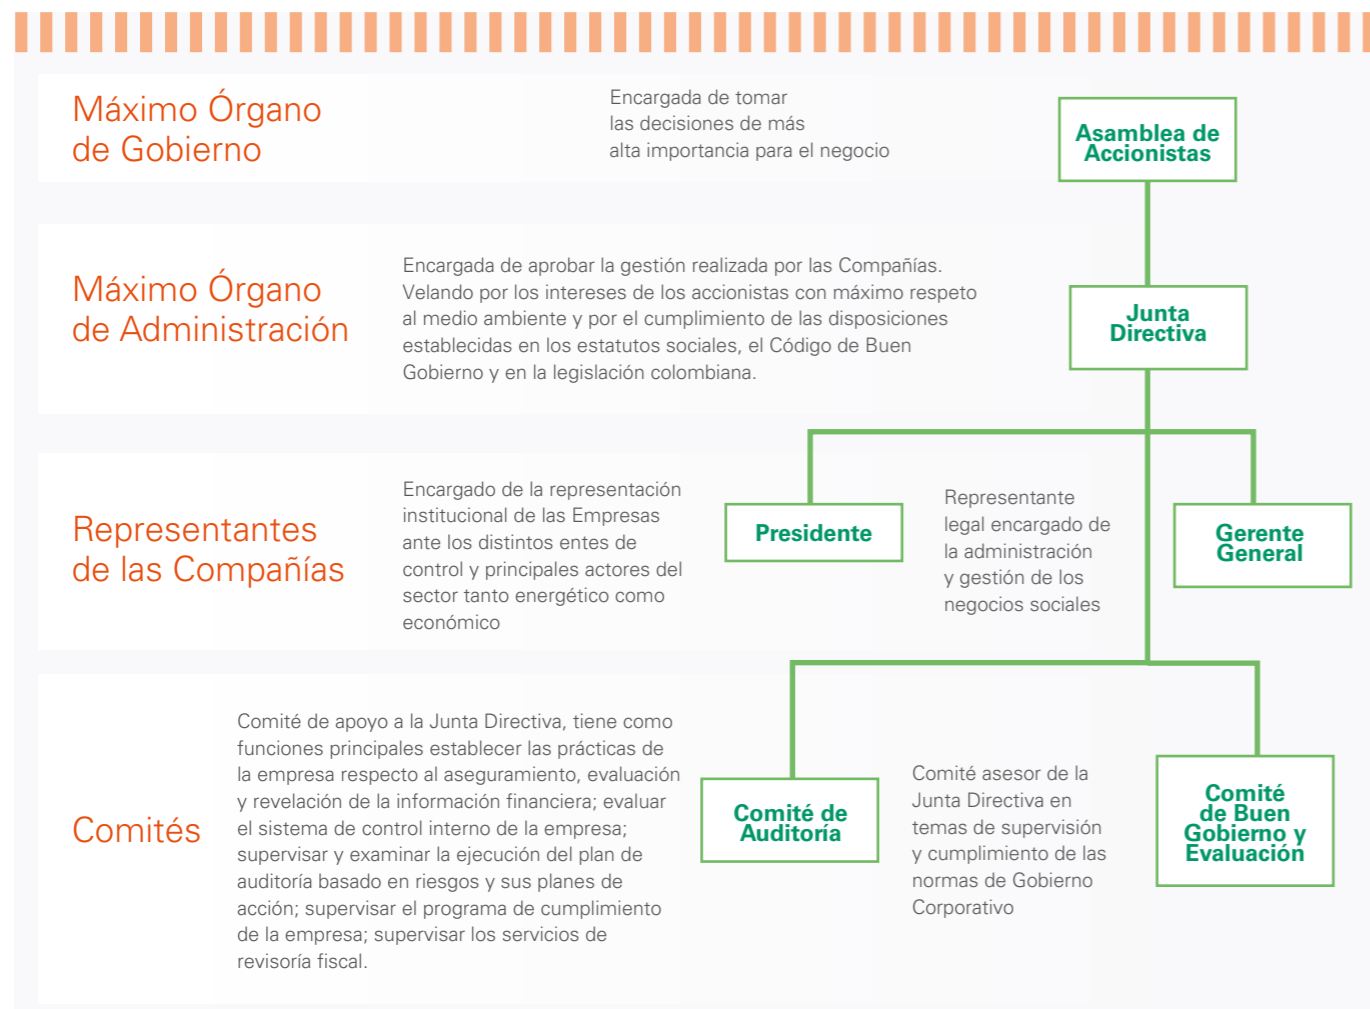 Máximo Órgano
de Gobierno
Encargada de tomar
las decisiones de más
alta importancia para el negocio
Asamblea de
Accionistas
Máximo Órgano
de Administración
Encargada de aprobar la gestión realizada por las Compañías.
Velando por los intereses de los accionistas con máximo respeto
al medio ambiente y por el cumplimiento de las disposiciones
establecidas en los estatutos sociales, el Código de Buen
Gobierno y en la legislación colombiana.
Junta
Directiva
Representantes
de las Compañías
Encargado de la representación
institucional de las Empresas
ante los distintos entes de
control y principales actores del
sector tanto energético como
económico
Presidente
Representante
legal encargado de
la administración
y gestión de los
negocios sociales
Gerente
General
Comités
Comité de apoyo a la Junta Directiva, tiene como
funciones principales establecer las prácticas de
la empresa respecto al aseguramiento, evaluación
y revelación de la información financiera; evaluar
el sistema de control interno de la empresa;
supervisar y examinar la ejecución del plan de
auditoría basado en riesgos y sus planes de
acción; supervisar el programa de cumplimiento
de la empresa; supervisar los servicios de
revisoría fiscal.
Comité de
Auditoría
Comité asesor de la
Junta Directiva en
temas de supervisión
y cumplimiento de las
normas de Gobierno
Corporativo
Comité
de Buen
Gobierno y
Evaluación